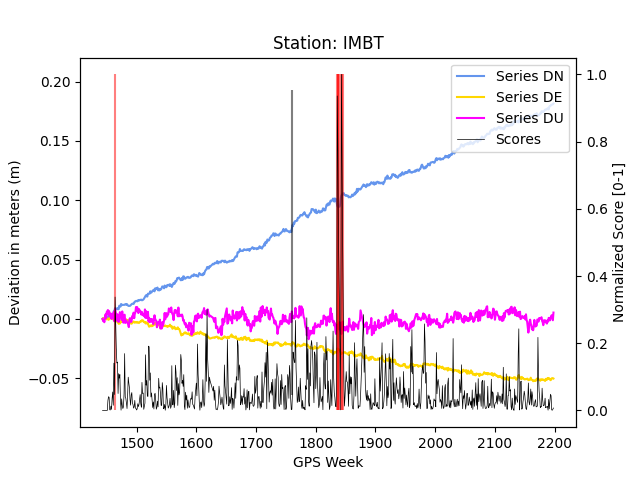 Station: IMBT
Series DN
Series DE
Series DU
Scores
Deviation in meters (m)
0.20
0.15
0.10
0.05
0.00
−0.05
1.0
0.8
0.6
0.4
0.2
0.0
Normalized Score [0-1]
1500 1600 1700 1800 1900 2000 2100 2200
GPS Week